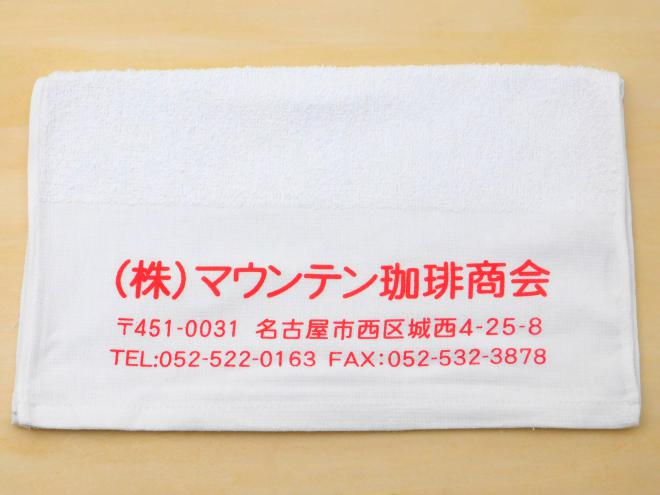 （株）マウンテン珈琲商会
〒451-0031 名古屋市西区城西4-25-8
TEL:052-522-0163 FAX:052-532-3878